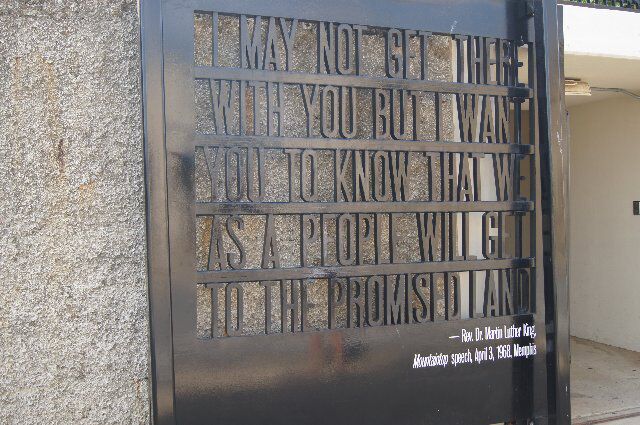 I MAY NOT GET THERE
WITH YOU BUT I WANT
YOU TO KNOW THAT WE
AS A PEOPLE WILL GET
TO THE PROMISED LAND
— Rev. Dr. Martin Luther King,
Mountaintop speech, April 3, 1968. Memphis